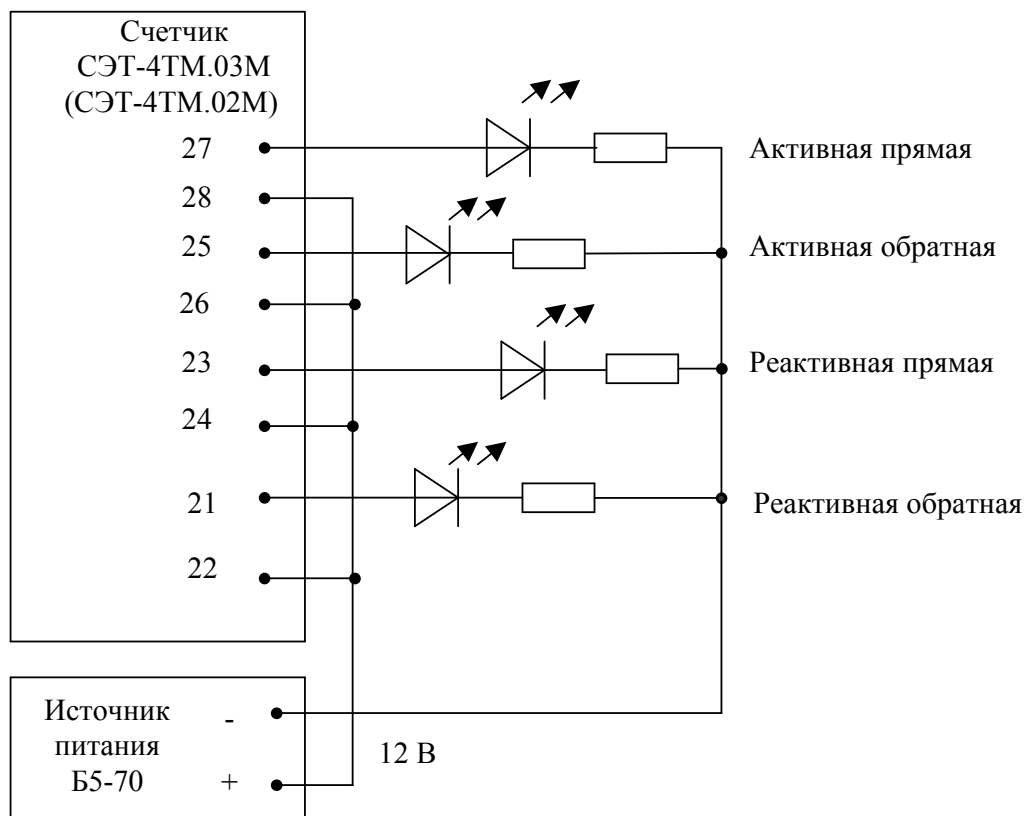 Счетчик
СЭТ-4ТМ.03М
(СЭТ-4ТМ.02М)
27
Активная прямая
28
25
Активная обратная
26
23
Реактивная прямая
24
21
Реактивная обратная
22
Источник
питания
Б5-70
-
+
12 В